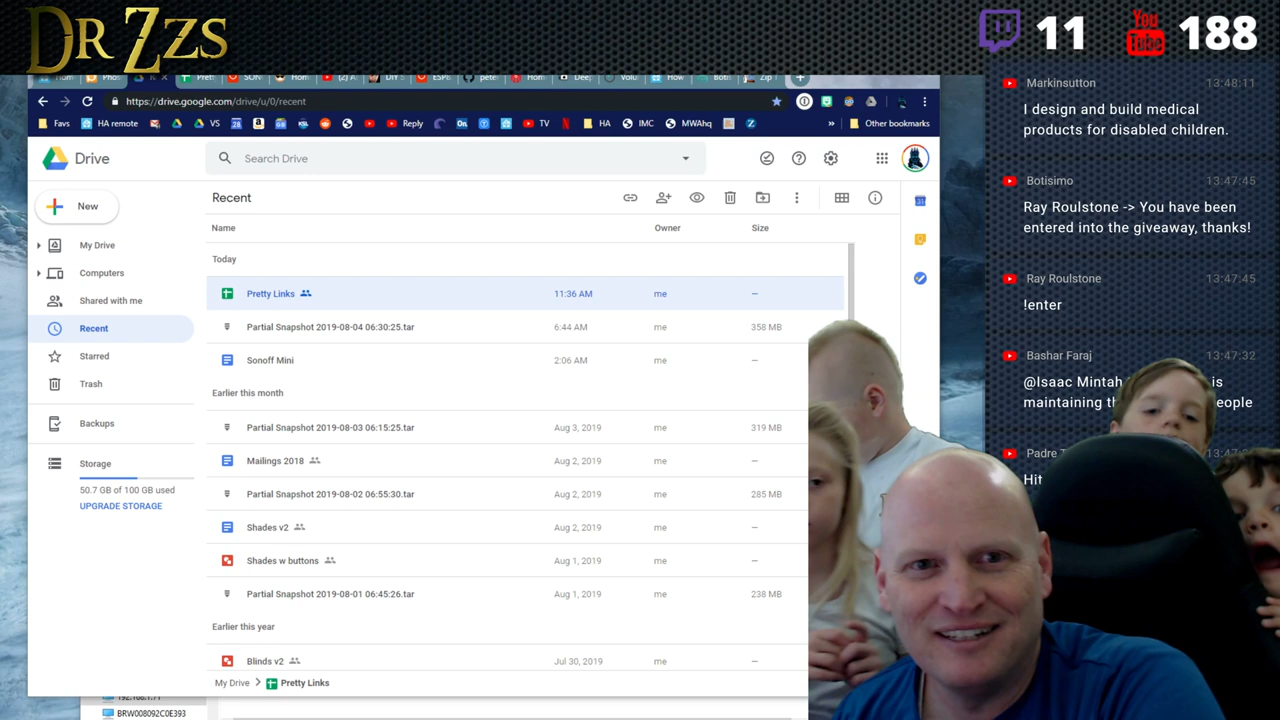 DR ZZS
11
You Tube
188
https://drive.google.com/drive/u/0/recent
Favs
HA remote
VS
Reply
TV
HA
IMC
MWAhq
»
Other bookmarks
Drive
Search Drive
New
My Drive
Computers
Shared with me
Recent
Starred
Trash
Backups
Storage
50.7 GB of 100 GB used
UPGRADE STORAGE
Recent
Name Owner Size
Today
Pretty Links 11:36 AM me –
Partial Snapshot 2019-08-04 06:30:25.tar 6:44 AM me 358 MB
Sonoff Mini 2:06 AM me –
Earlier this month
Partial Snapshot 2019-08-03 06:15:25.tar Aug 3, 2019 me 319 MB
Mailings 2018 Aug 2, 2019 me –
Partial Snapshot 2019-08-02 06:55:30.tar Aug 2, 2019 me 285 MB
Shades v2 Aug 2, 2019 me –
Shades w buttons Aug 1, 2019 me –
Partial Snapshot 2019-08-01 06:45:26.tar Aug 1, 2019 me 238 MB
Earlier this year
Blinds v2 Jul 30, 2019 me –
My Drive > Pretty Links
BRW008092C0E393
Markinsutton 13:48:11
I design and build medical
products for disabled children.
Botisimo 13:47:45
Ray Roulstone -> You have been
entered into the giveaway, thanks!
Ray Roulstone 13:47:45
!enter
Bashar Faraj 13:47:32
@Isaac Mintah is
maintaining
Padre
Hit